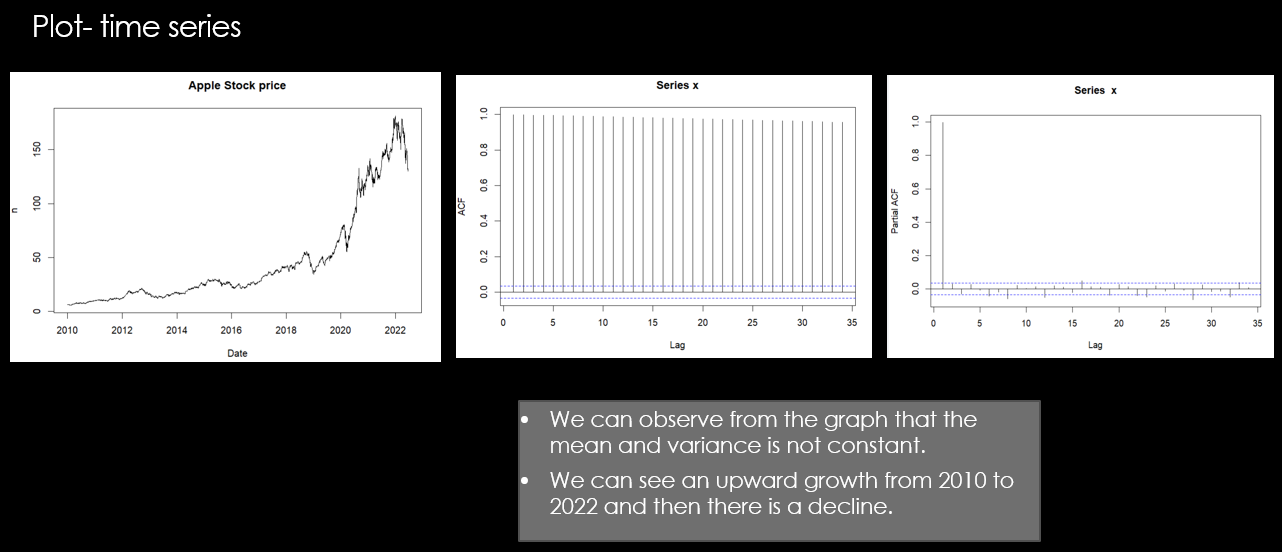 Plot- time series
Apple Stock price
n
0
50
100
150
2010 2012 2014 2016 2018 2020 2022
Date
Series x
ACF
0.0
0.2
0.4
0.6
0.8
1.0
0 5 10 15 20 25 30 35
Lag
Series x
Partial ACF
0.0
0.2
0.4
0.6
0.8
1.0
0 5 10 15 20 25 30 35
Lag
• We can observe from the graph that the
mean and variance is not constant.
• We can see an upward growth from 2010 to
2022 and then there is a decline.